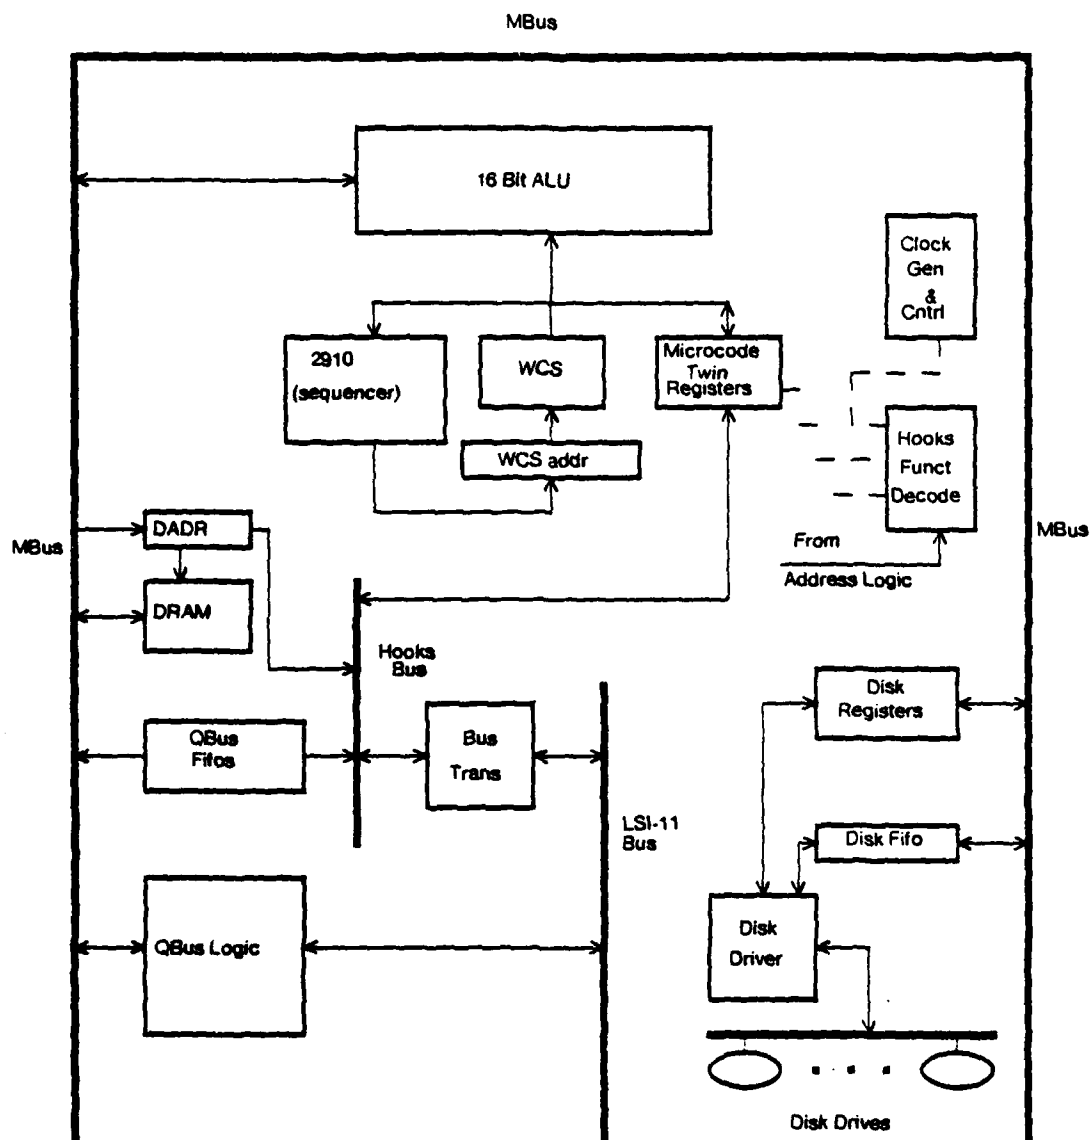 MBus
16 Bit ALU
Clock
Gen
&
Cntrl
2910
(sequencer)
WCS
Microcode
Twin
Registers
WCS addr
Hooks
Funct
Decode
DADR
MBus
DRAM
From
Address Logic
MBus
Hooks
Bus
Disk
Registers
QBus
Fifos
Bus
Trans
LSI-11
Bus
Disk Fifo
QBus Logic
Disk
Driver
Disk Drives